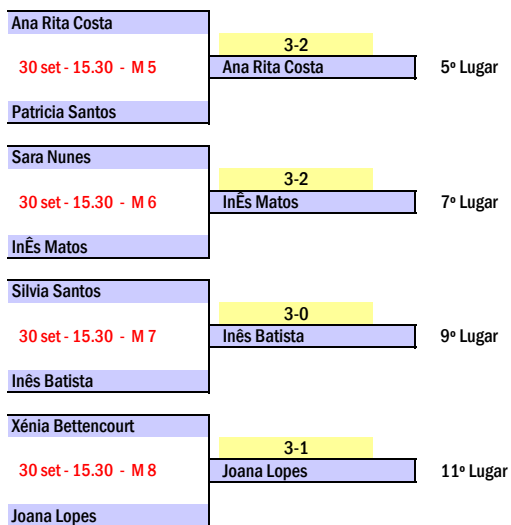 Ana Rita Costa
3-2
30 set - 15.30 - M 5
Ana Rita Costa
5º Lugar
Patricia Santos
Sara Nunes
3-2
30 set - 15.30 - M 6
InÊs Matos
7º Lugar
InÊs Matos
Silvia Santos
3-0
30 set - 15.30 - M 7
Inês Batista
9º Lugar
Inês Batista
Xénia Bettencourt
3-1
30 set - 15.30 - M 8
Joana Lopes
11º Lugar
Joana Lopes